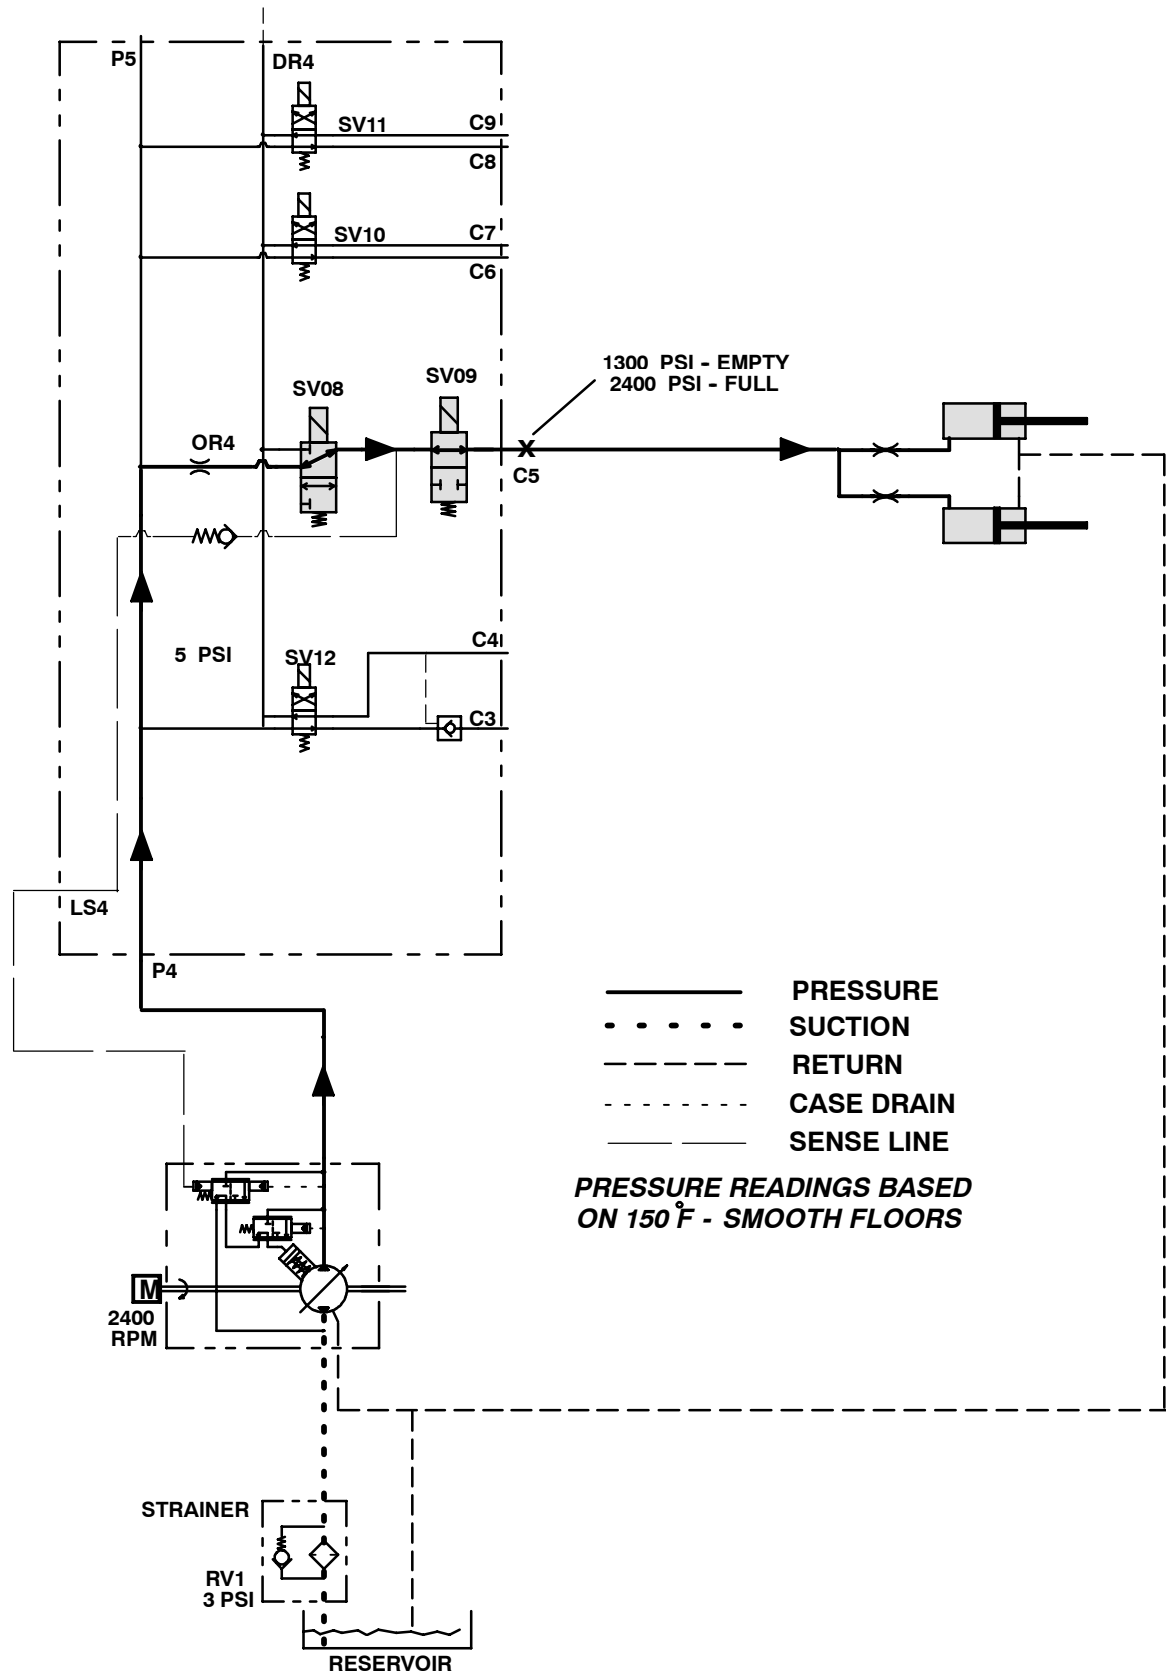 P5
DR4
SV11
C9
C8
SV10
C7
C6
1300 PSI - EMPTY
2400 PSI - FULL
SV09
SV08
OR4
X
C5
C4
5 PSI
SV12
C3
LS4
P4
PRESSURE
SUCTION
RETURN
CASE DRAIN
SENSE LINE
PRESSURE READINGS BASED
ON 150°F - SMOOTH FLOORS
M
2400
RPM
STRAINER
RV1
3 PSI
RESERVOIR